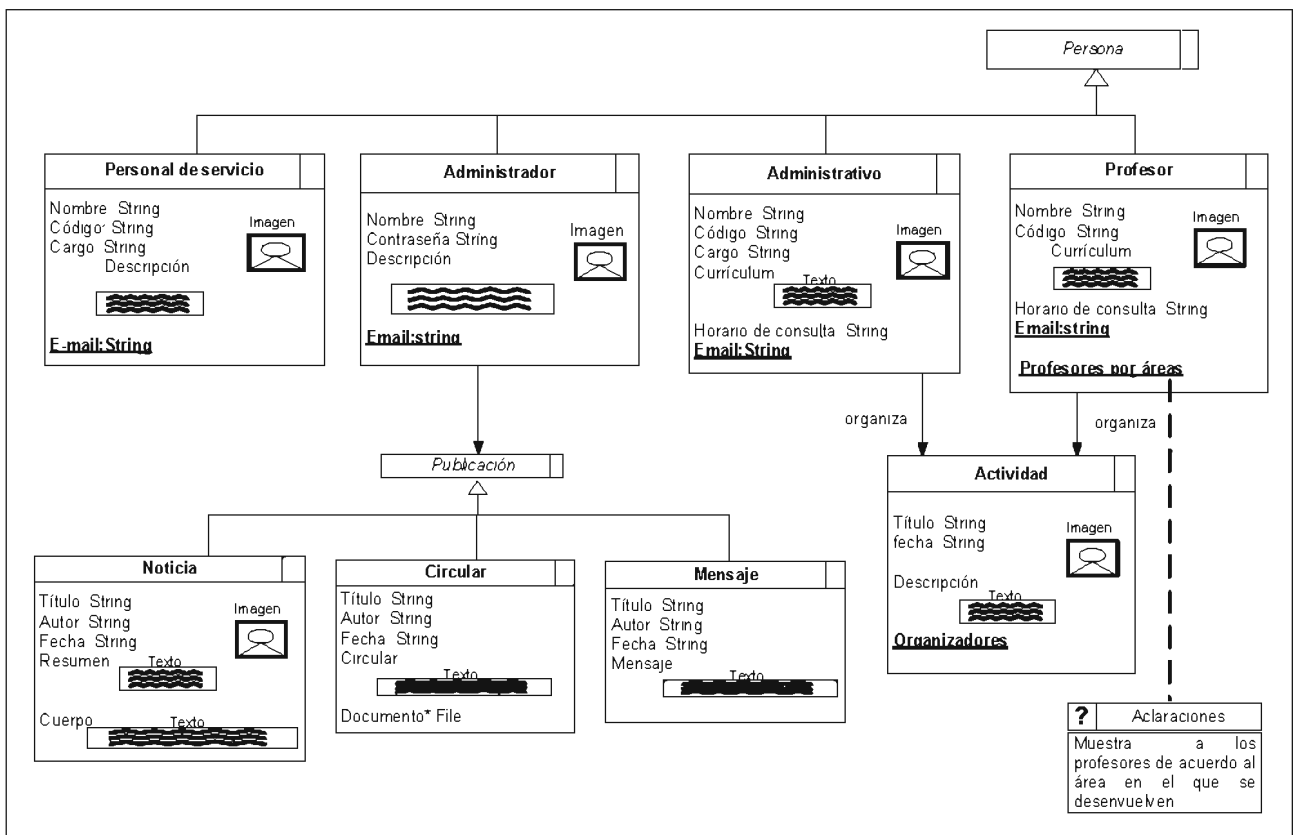 Persona
Personal de servicio
Nombre String
Código: String
Cargo String
Descripción
Imagen
E-mail:String
Administrador
Nombre String
Contraseña String
Descripción
Imagen
Email:string
Administrativo
Nombre String
Código String
Cargo String
Currículum
Texto
Imagen
Horario de consulta String
Email:String
Profesor
Nombre String
Código String
Currículum
Imagen
Horario de consulta String
Email:string
Profesores por áreas
organiza
organiza
Publicación
Actividad
Título String
fecha String
Imagen
Descripción
Texto
Organizadores
Noticia
Título String
Autor String
Fecha String
Resumen
Texto
Imagen
Cuerpo
Texto
Circular
Título String
Autor String
Fecha String
Circular
Texto
Documento* File
Mensaje
Título String
Autor String
Fecha String
Mensaje
Texto
? Aclaraciones
Muestra a los
profesores de acuerdo al
área en el que se
desenvuelven